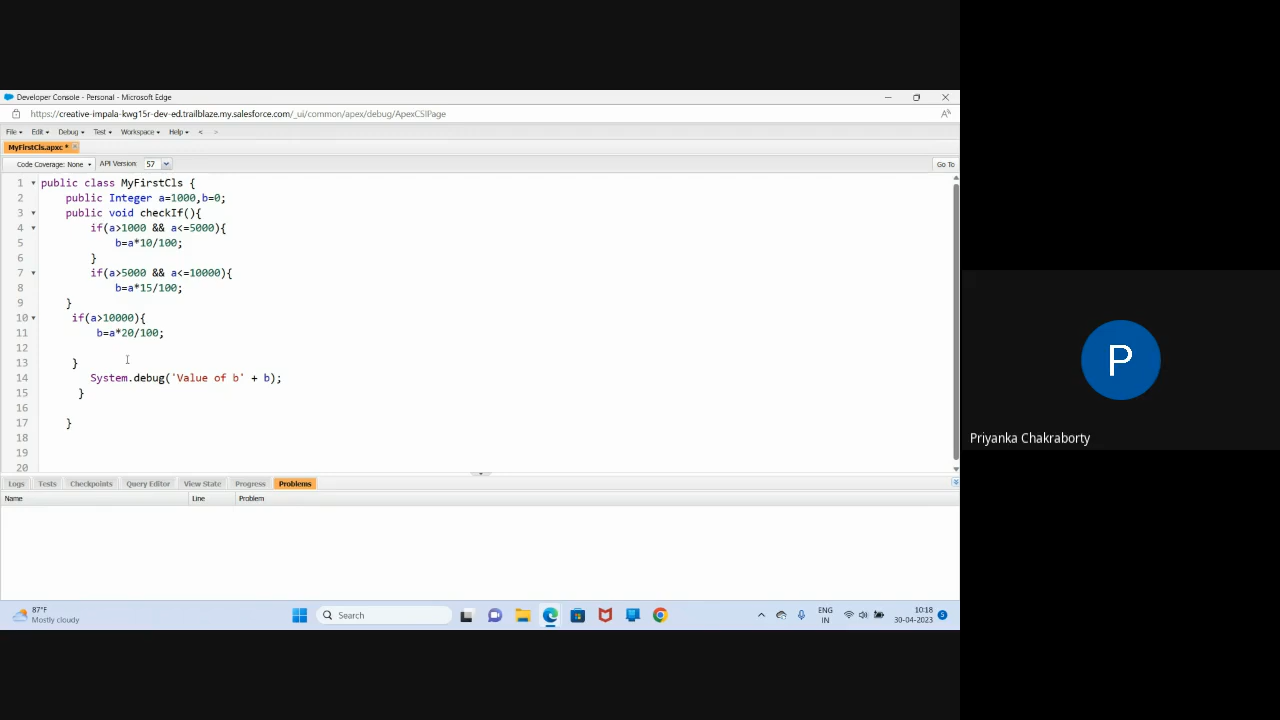 Developer Console - Personal - Microsoft Edge
https://creative-impala-kwg15r-dev-ed.trailblaze.my.salesforce.com/_ui/common/apex/debug/ApexCSIPage
File Edit Debug Test Workspace Help < >
MyFirstCls.apxc *
Code Coverage: None API Version: 57 Go To
1 public class MyFirstCls {
2 public Integer a=1000,b=0;
3 public void checkIf(){
4 if(a>1000 && a<=5000){
5 b=a*10/100;
6 }
7 if(a>5000 && a<=10000){
8 b=a*15/100;
9 }
10 if(a>10000){
11 b=a*20/100;
12
13 }
14 System.debug('Value of b' + b);
15 }
16
17 }
18
19
20
Logs Tests Checkpoints Query Editor View State Progress Problems
Name Line Problem
P
Priyanka Chakraborty
87°F
Mostly cloudy
Search
ENG
IN
10:18
30-04-2023
5